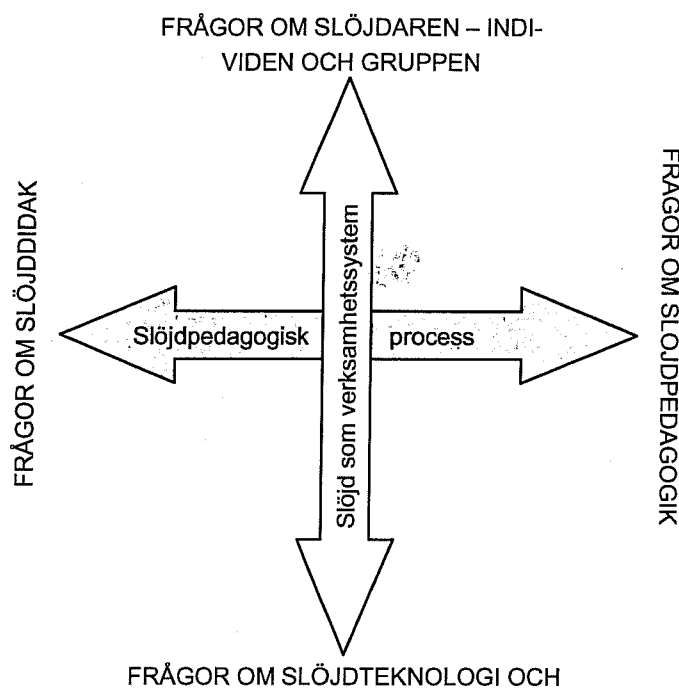 FRÅGOR OM SLÖJDAREN – INDI-
VIDEN OCH GRUPPEN
FRÅGOR OM SLÖJDDIDAK
Slöjdpedagogisk process
Slöjd som verksamhetssystem
FRÅGOR OM SLÖJDPEDAGOGIK
FRÅGOR OM SLÖJDTEKNOLOGI OCH